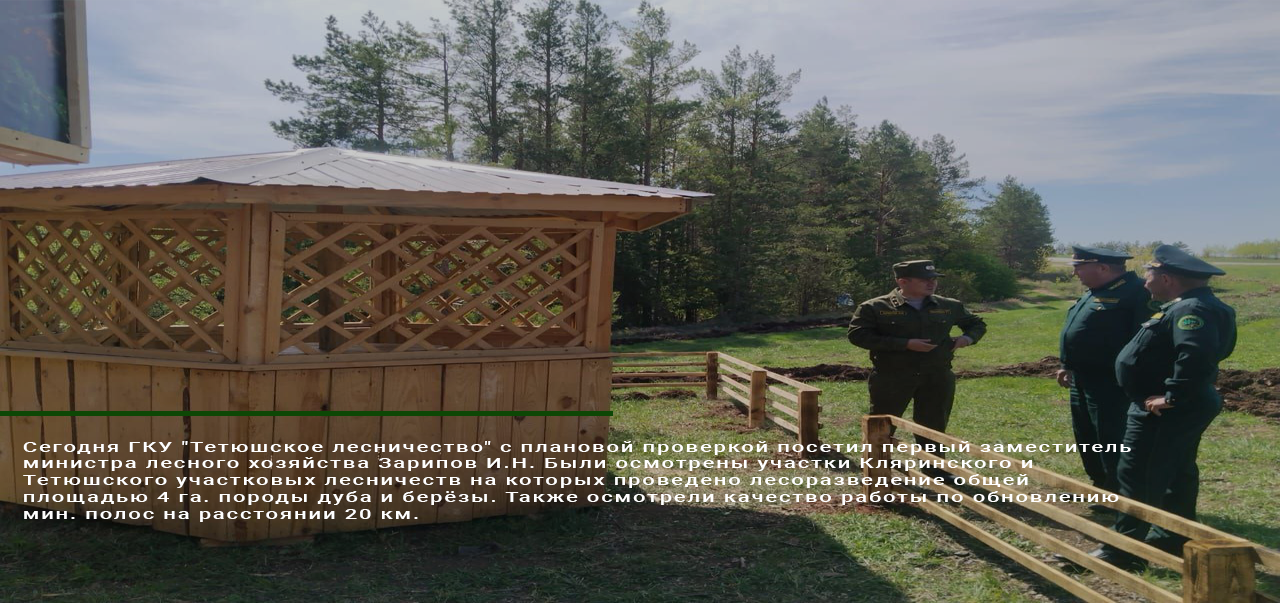 Сегодня ГКУ "Тетюшское лесничество" с плановой проверкой посетил первый заместитель
министра лесного хозяйства Зарипов И.Н. Были осмотрены участки Кляринского и
Тетюшского участковых лесничеств на которых проведено лесоразведение общей
площадью 4 га. породы дуба и берёзы. Также осмотрели качество работы по обновлению
мин. полос на расстоянии 20 км.